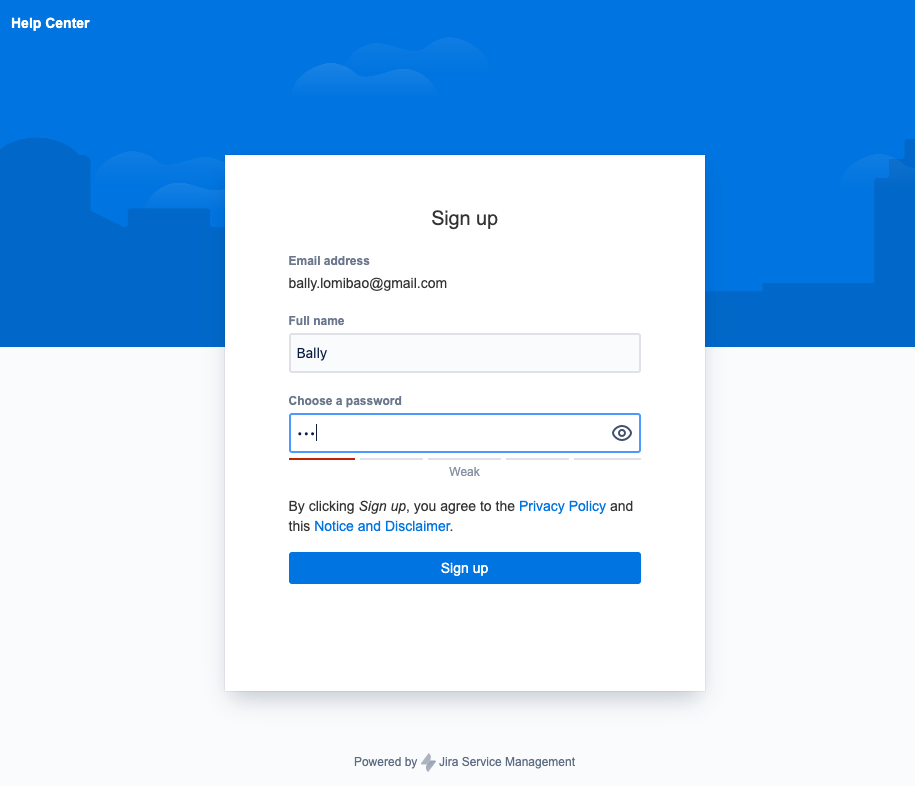 Help Center
Sign up
Email address
bally.lomibao@gmail.com
Full name
Bally
Choose a password
•••
Weak
By clicking Sign up, you agree to the Privacy Policy and
this Notice and Disclaimer.
Sign up
Powered by Jira Service Management